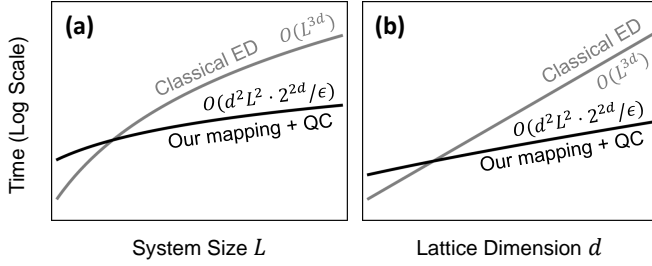 Time (Log Scale)
(a)
Classical ED
O(L^{3d})
O(d^2L^2 · 2^{2d}/ϵ)
Our mapping + QC
System Size L
(b)
Classical ED
O(L^{3d})
O(d^2L^2 · 2^{2d}/ϵ)
Our mapping + QC
Lattice Dimension d